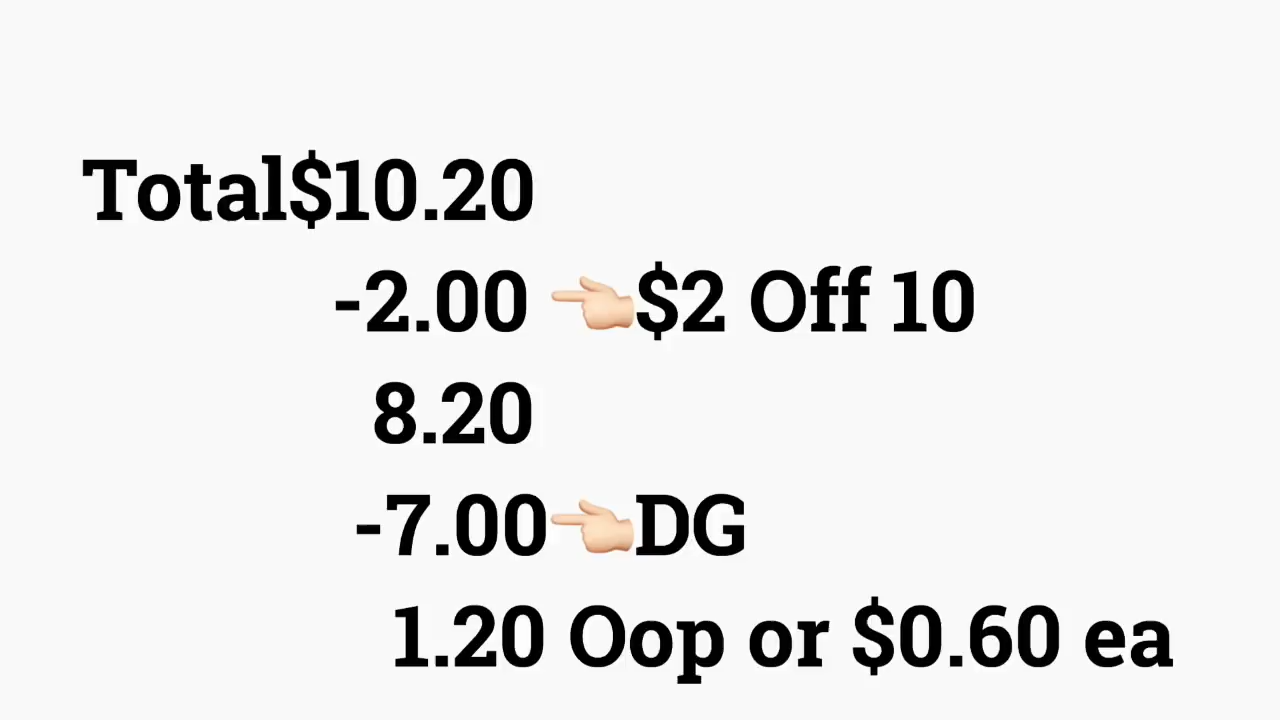 Total$10.20
-2.00 👈🏻$2 Off 10
8.20
-7.00👈🏻DG
1.20 Oop or $0.60 ea